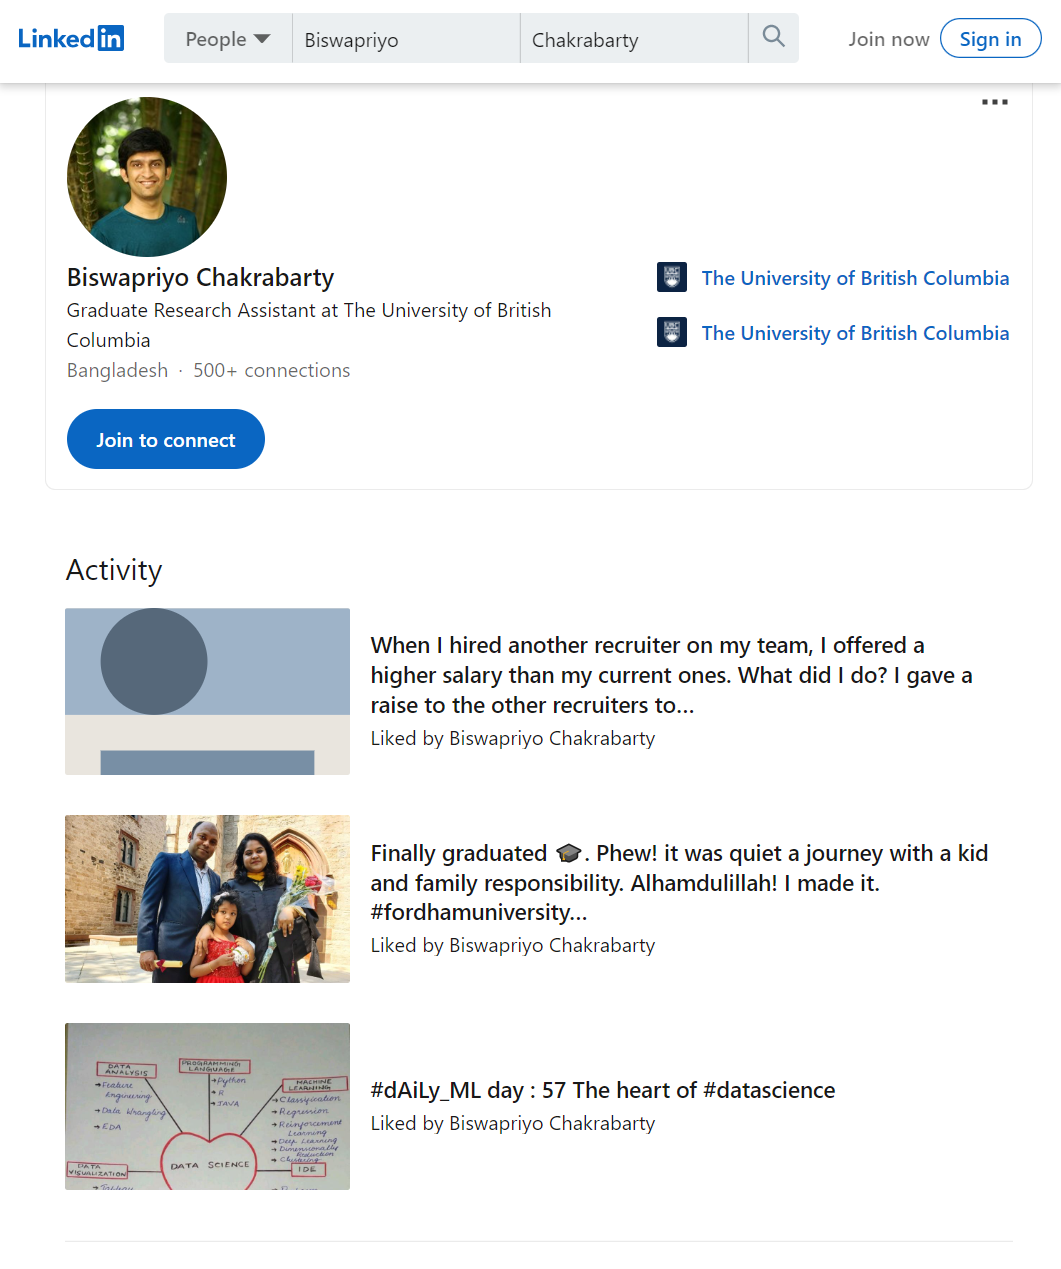 Linked in
People
Biswapriyo
Chakrabarty
Join now
Sign in
Biswapriyo Chakrabarty
Graduate Research Assistant at The University of British
Columbia
Bangladesh · 500+ connections
Join to connect
The University of British Columbia
The University of British Columbia
Activity
When I hired another recruiter on my team, I offered a
higher salary than my current ones. What did I do? I gave a
raise to the other recruiters to…
Liked by Biswapriyo Chakrabarty
Finally graduated 🎓. Phew! it was quiet a journey with a kid
and family responsibility. Alhamdulillah! I made it.
#fordhamuniversity…
Liked by Biswapriyo Chakrabarty
DATA
ANALYSIS
→ Feature
Engineering
→ Data Wrangling
→ EDA
PROGRAMMING
LANGUAGE
→ Python
→ R
→ JAVA
MACHINE
LEARNING
→ Classification
→ Regression
→ Reinforcement
Learning
→ Deep Learning
→ Dimensionality
Reduction
→ Clustering
DATA SCIENCE
DATA
VISUALIZATION
IDE
#dAiLy_ML day : 57 The heart of #datascience
Liked by Biswapriyo Chakrabarty